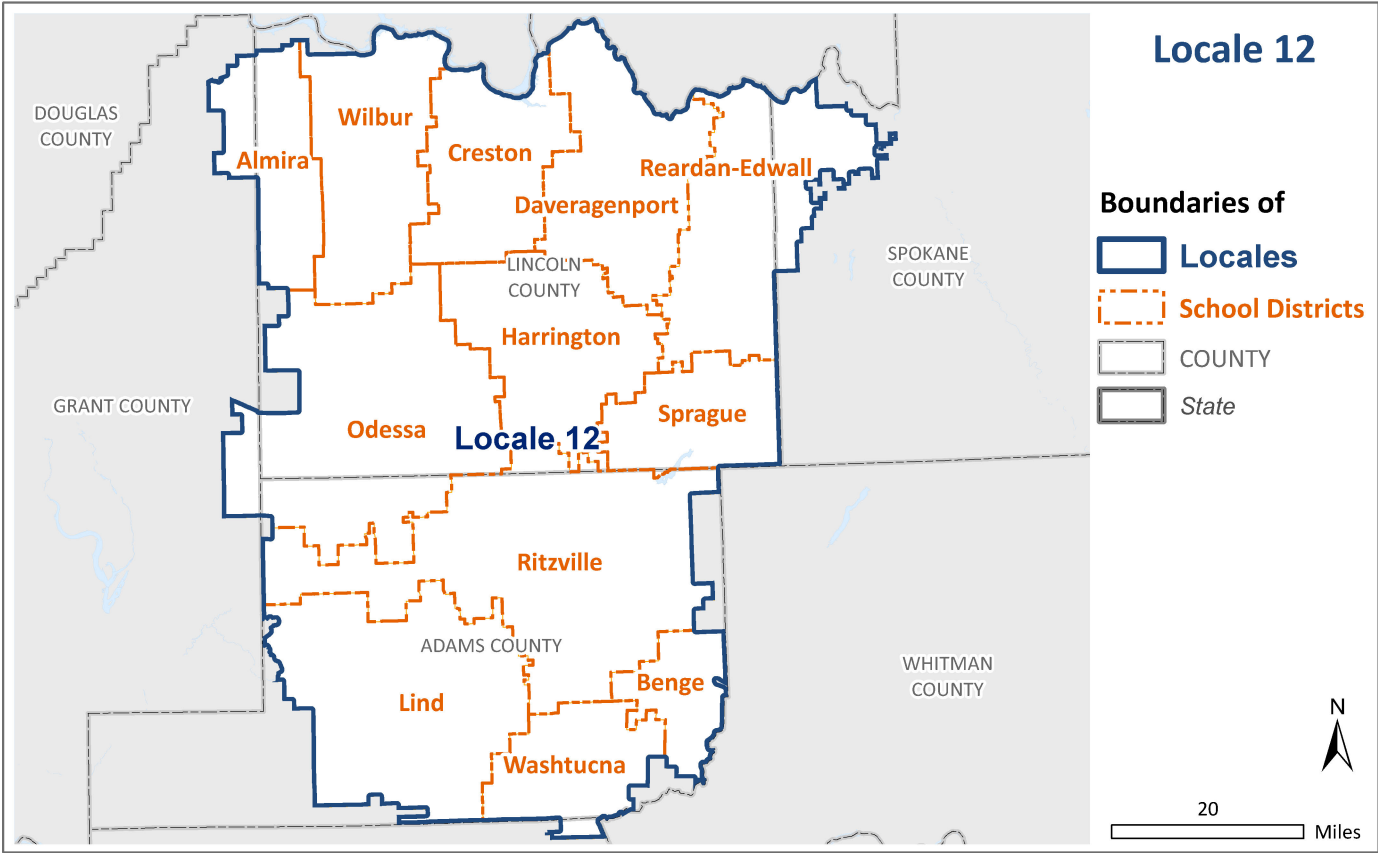 Locale 12
DOUGLAS
COUNTY
Wilbur
Almira
Creston
Reardan-Edwall
Daveragenport
LINCOLN
COUNTY
SPOKANE
COUNTY
Harrington
GRANT COUNTY
Odessa
Sprague
Locale 12
Ritzville
ADAMS COUNTY
Lind
Benge
WHITMAN
COUNTY
Washtucna
Boundaries of
Locales
School Districts
COUNTY
State
N
20
Miles